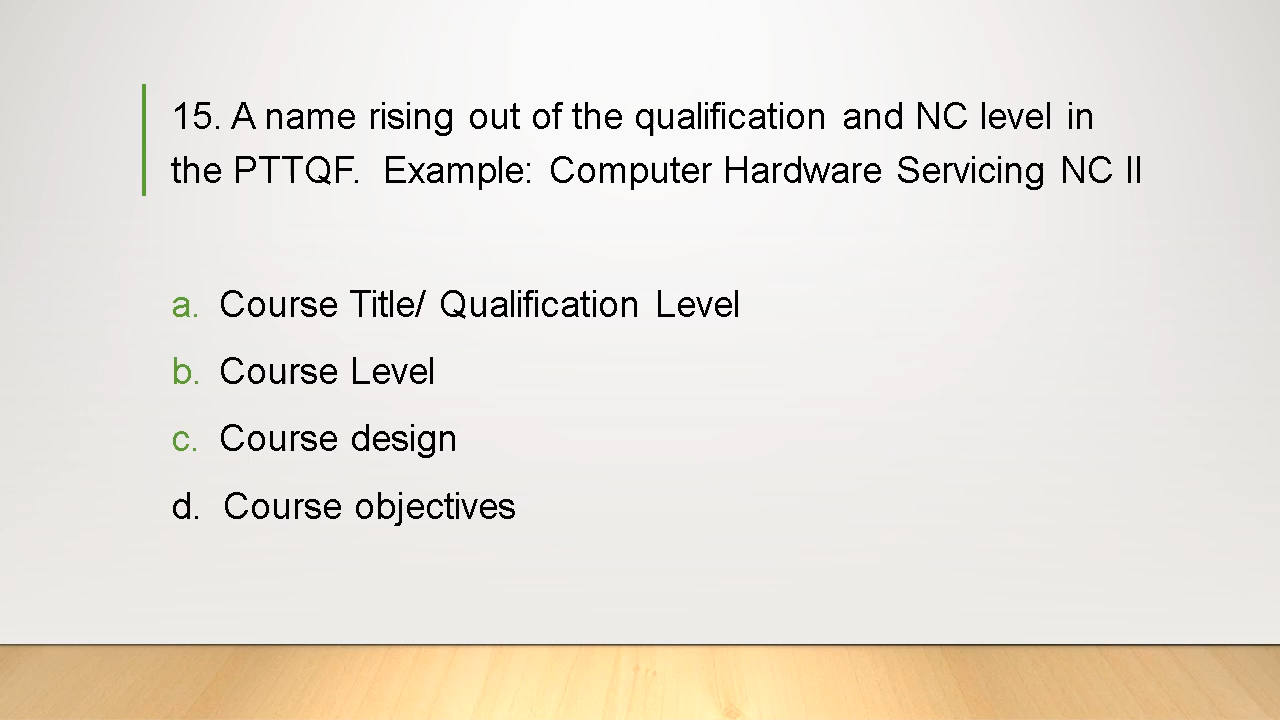 15. A name rising out of the qualification and NC level in
the PTTQF. Example: Computer Hardware Servicing NC II
a. Course Title/ Qualification Level
b. Course Level
c. Course design
d. Course objectives